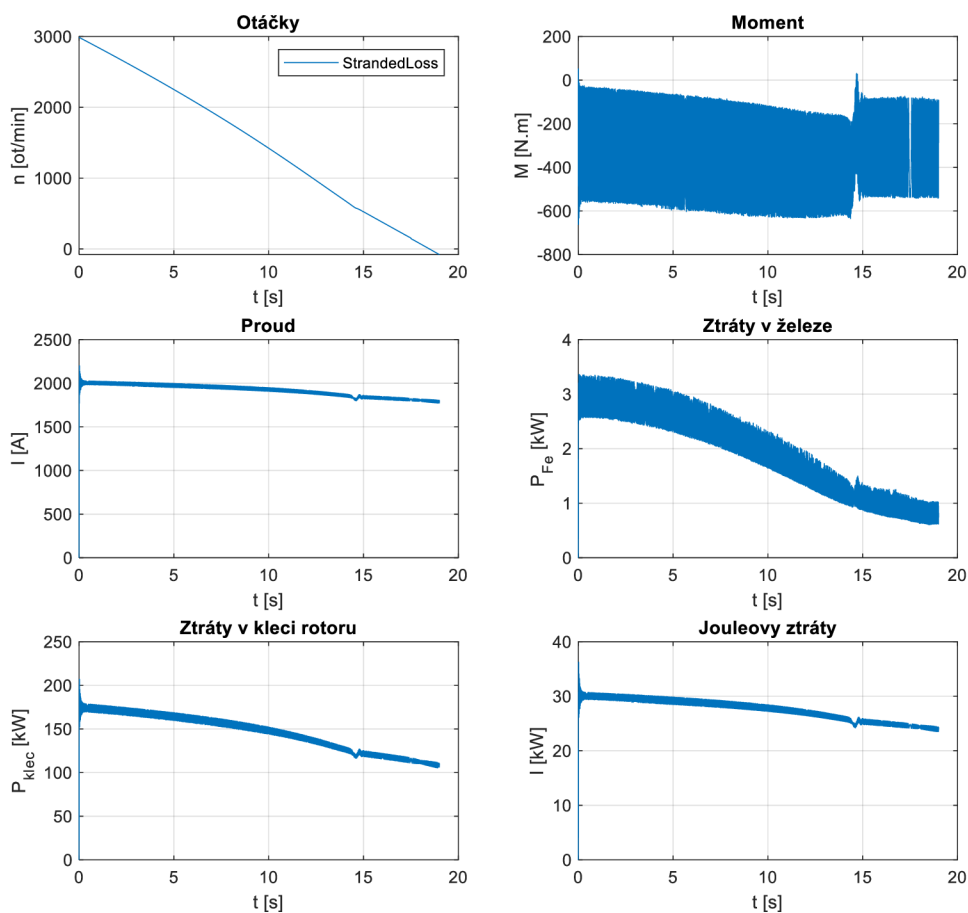 Otáčky
n [ot/min]
3000
2000
1000
0
0 5 10 15 20
t [s]
StrandedLoss
Moment
M [N.m]
200
0
-200
-400
-600
-800
0 5 10 15 20
t [s]
Proud
I [A]
2500
2000
1500
1000
500
0
0 5 10 15 20
t [s]
Ztráty v železe
P_Fe [kW]
4
3
2
1
0
0 5 10 15 20
t [s]
Ztráty v kleci rotoru
P_klec [kW]
250
200
150
100
50
0
0 5 10 15 20
t [s]
Jouleovy ztráty
I [kW]
40
30
20
10
0
0 5 10 15 20
t [s]